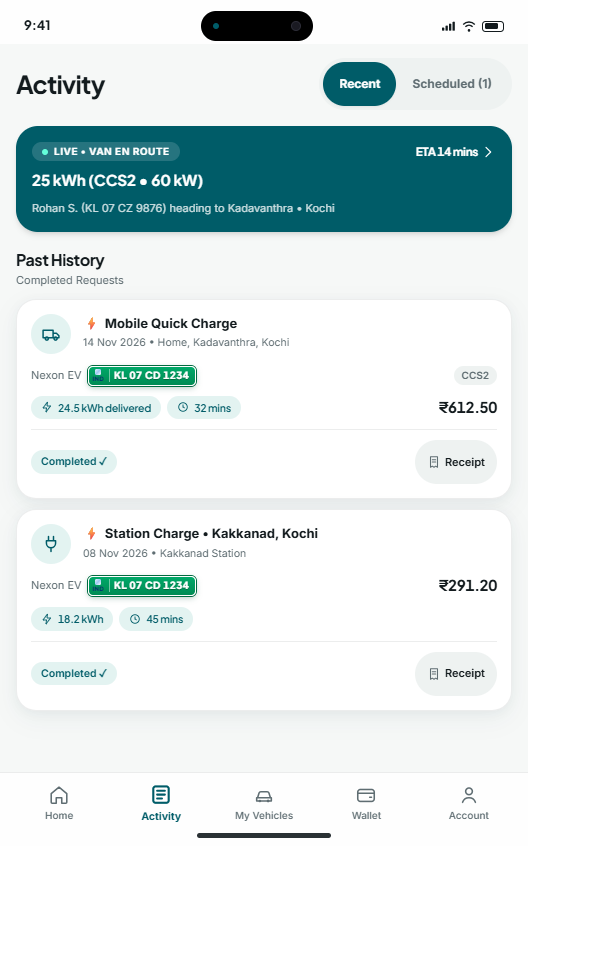 9:41
Activity
Recent
Scheduled (1)
LIVE • VAN EN ROUTE
ETA 14 mins
25 kWh (CCS2 • 60 kW)
Rohan S. (KL 07 CZ 9876) heading to Kadavanthra • Kochi
Past History
Completed Requests
Mobile Quick Charge
14 Nov 2026 • Home, Kadavanthra, Kochi
Nexon EV
IND
KL 07 CD 1234
CCS2
24.5 kWh delivered
32 mins
₹612.50
Completed ✓
Receipt
Station Charge • Kakkanad, Kochi
08 Nov 2026 • Kakkanad Station
Nexon EV
IND
KL 07 CD 1234
₹291.20
18.2 kWh
45 mins
Completed ✓
Receipt
Home
Activity
My Vehicles
Wallet
Account